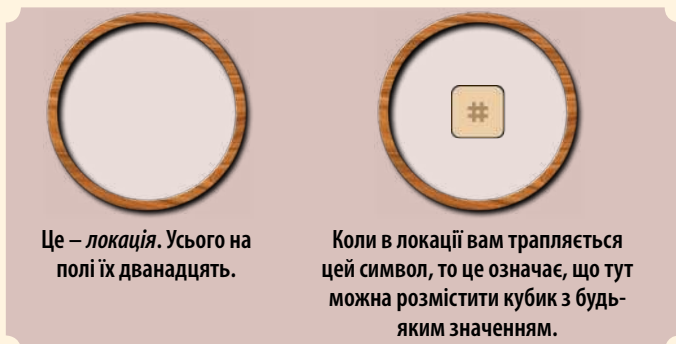 #
Це – локація. Усього на
полі їх дванадцять.
Коли в локації вам трапляється
цей символ, то це означає, що тут
можна розмістити кубик з будь-
яким значенням.